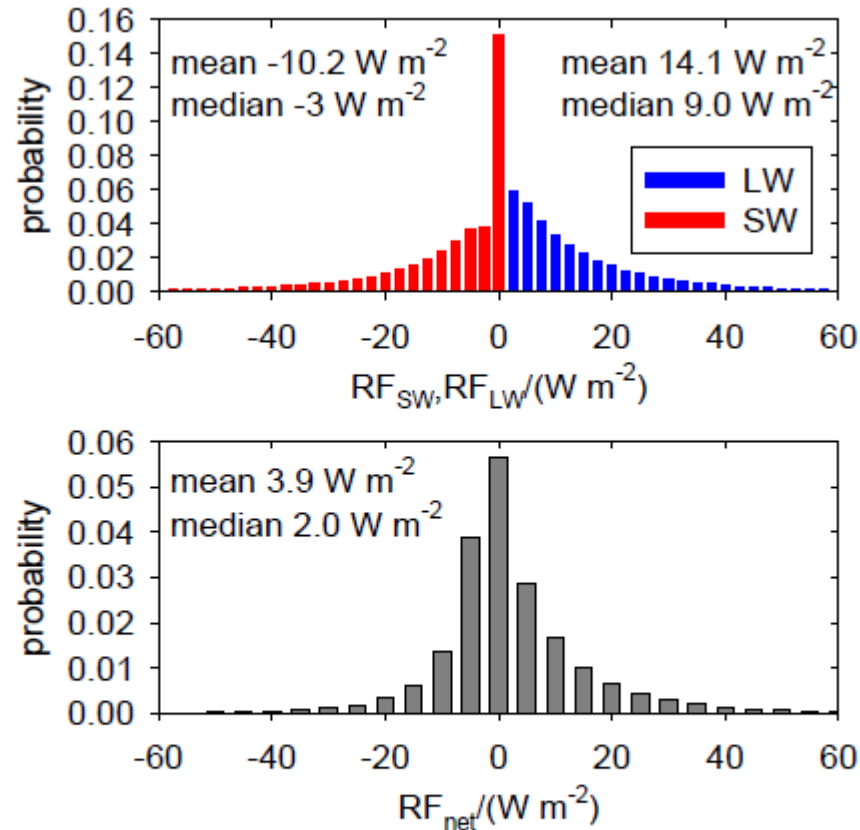 0.16
0.14
0.12
0.10
0.08
0.06
0.04
0.02
0.00
probability
mean -10.2 W m⁻²
median -3 W m⁻²
mean 14.1 W m⁻²
median 9.0 W m⁻²
LW
SW
-60 -40 -20 0 20 40 60
RF_SW,RF_LW/(W m⁻²)
0.06
0.05
0.04
0.03
0.02
0.01
0.00
probability
mean 3.9 W m⁻²
median 2.0 W m⁻²
-60 -40 -20 0 20 40 60
RF_net/(W m⁻²)